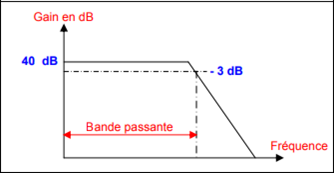 Gain en dB
40 dB
- 3 dB
Bande passante
Fréquence